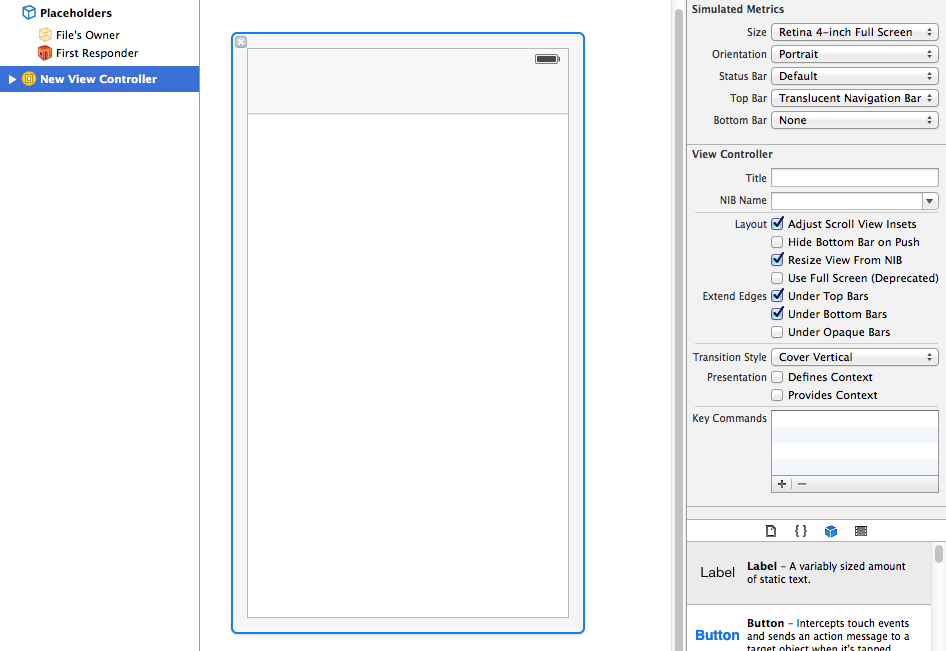 Placeholders
File's Owner
First Responder
New View Controller
Simulated Metrics
Size Retina 4-inch Full Screen
Orientation Portrait
Status Bar Default
Top Bar Translucent Navigation Bar
Bottom Bar None
View Controller
Title
NIB Name
Layout Adjust Scroll View Insets
Hide Bottom Bar on Push
Resize View From NIB
Use Full Screen (Deprecated)
Extend Edges Under Top Bars
Under Bottom Bars
Under Opaque Bars
Transition Style Cover Vertical
Presentation Defines Context
Provides Context
Key Commands
+ −
{ }
Label Label – A variably sized amount
of static text.
Button – Intercepts touch events
Button and sends an action message to a
target object when it's tapped.